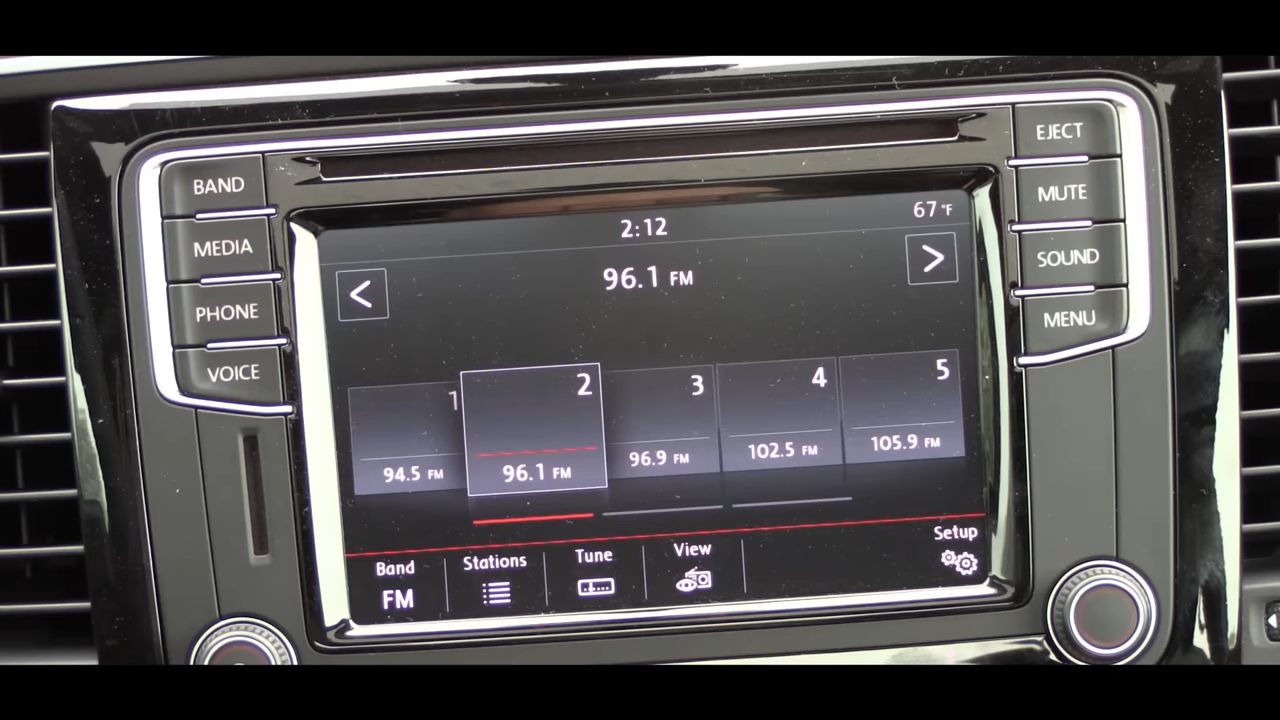 BAND
MEDIA
PHONE
VOICE
EJECT
MUTE
SOUND
MENU
2:12
67 °F
96.1 FM
1
2
3
4
5
94.5 FM
96.1 FM
96.9 FM
102.5 FM
105.9 FM
Band
FM
Stations
Tune
View
Setup